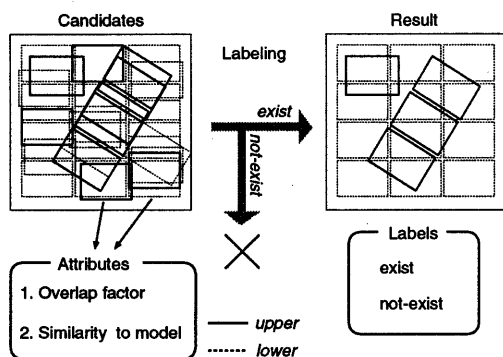 Candidates
Result
Labeling
exist
not-exist
Attributes
1. Overlap factor
2. Similarity to model
upper
lower
Labels
exist
not-exist